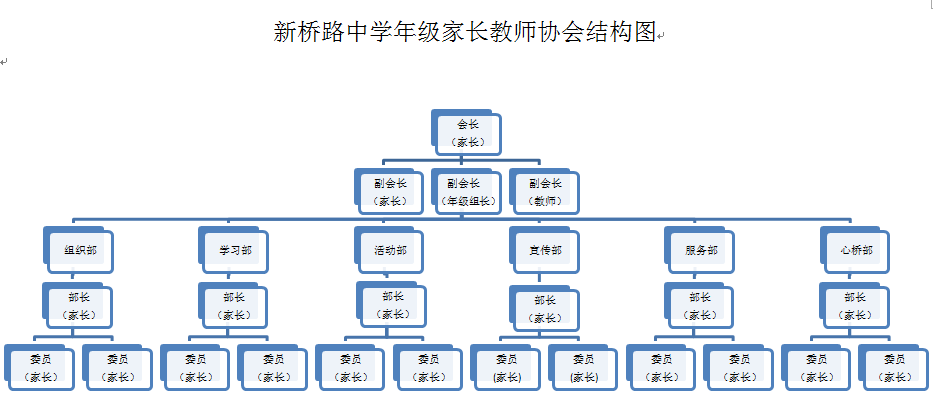 新桥路中学年级家长教师协会结构图
会长
（家长）
副会长
（家长）
副会长
（年级组长）
副会长
（教师）
组织部
学习部
活动部
宣传部
服务部
心桥部
部长
（家长）
部长
（家长）
部长
（家长）
部长
（家长）
部长
（家长）
部长
（家长）
委员
（家长）
委员
（家长）
委员
（家长）
委员
（家长）
委员
（家长）
委员
（家长）
委员
(家长)
委员
(家长)
委员
（家长）
委员
（家长）
委员
（家长）
委员
（家长）